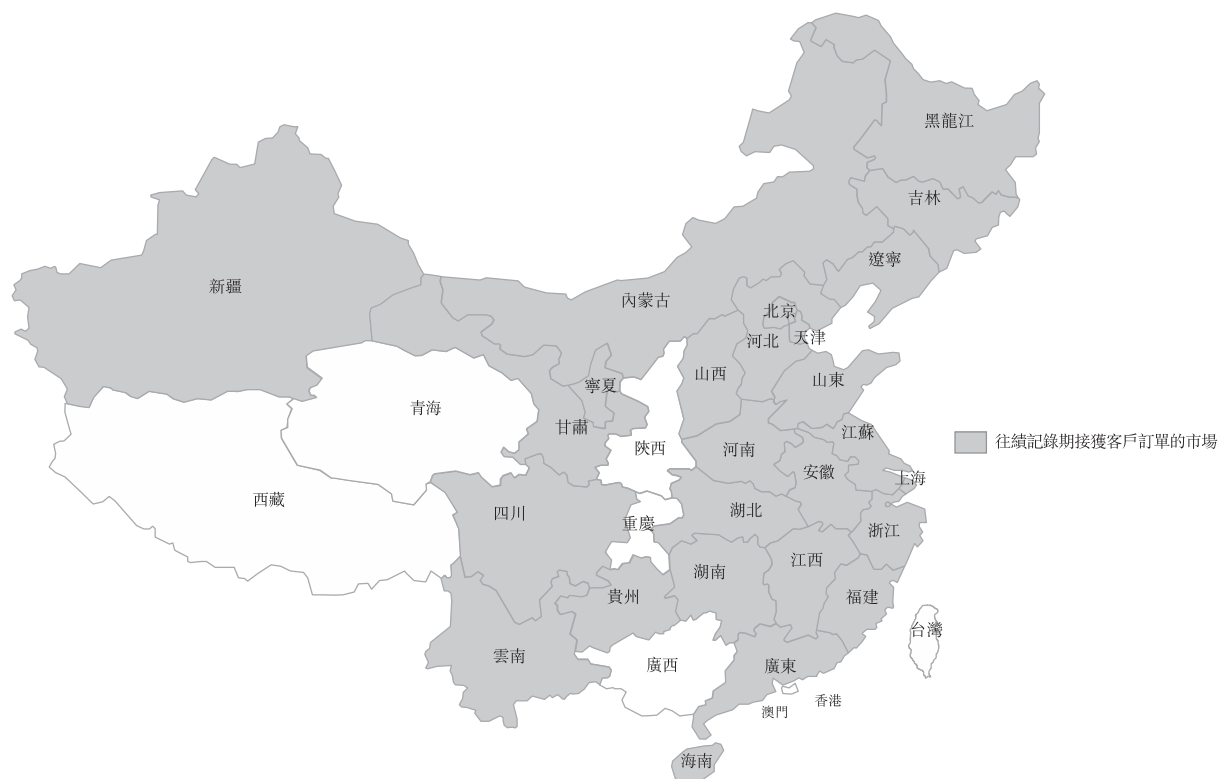 黑龍江
吉林
遼寧
新疆
內蒙古
北京
天津
河北
山西
山東
寧夏
青海
甘肅
陝西
河南
江蘇
往績記錄期接獲客戶訂單的市場
安徽
上海
西藏
四川
湖北
重慶
浙江
江西
湖南
貴州
福建
台灣
雲南
廣西
廣東
香港
澳門
海南